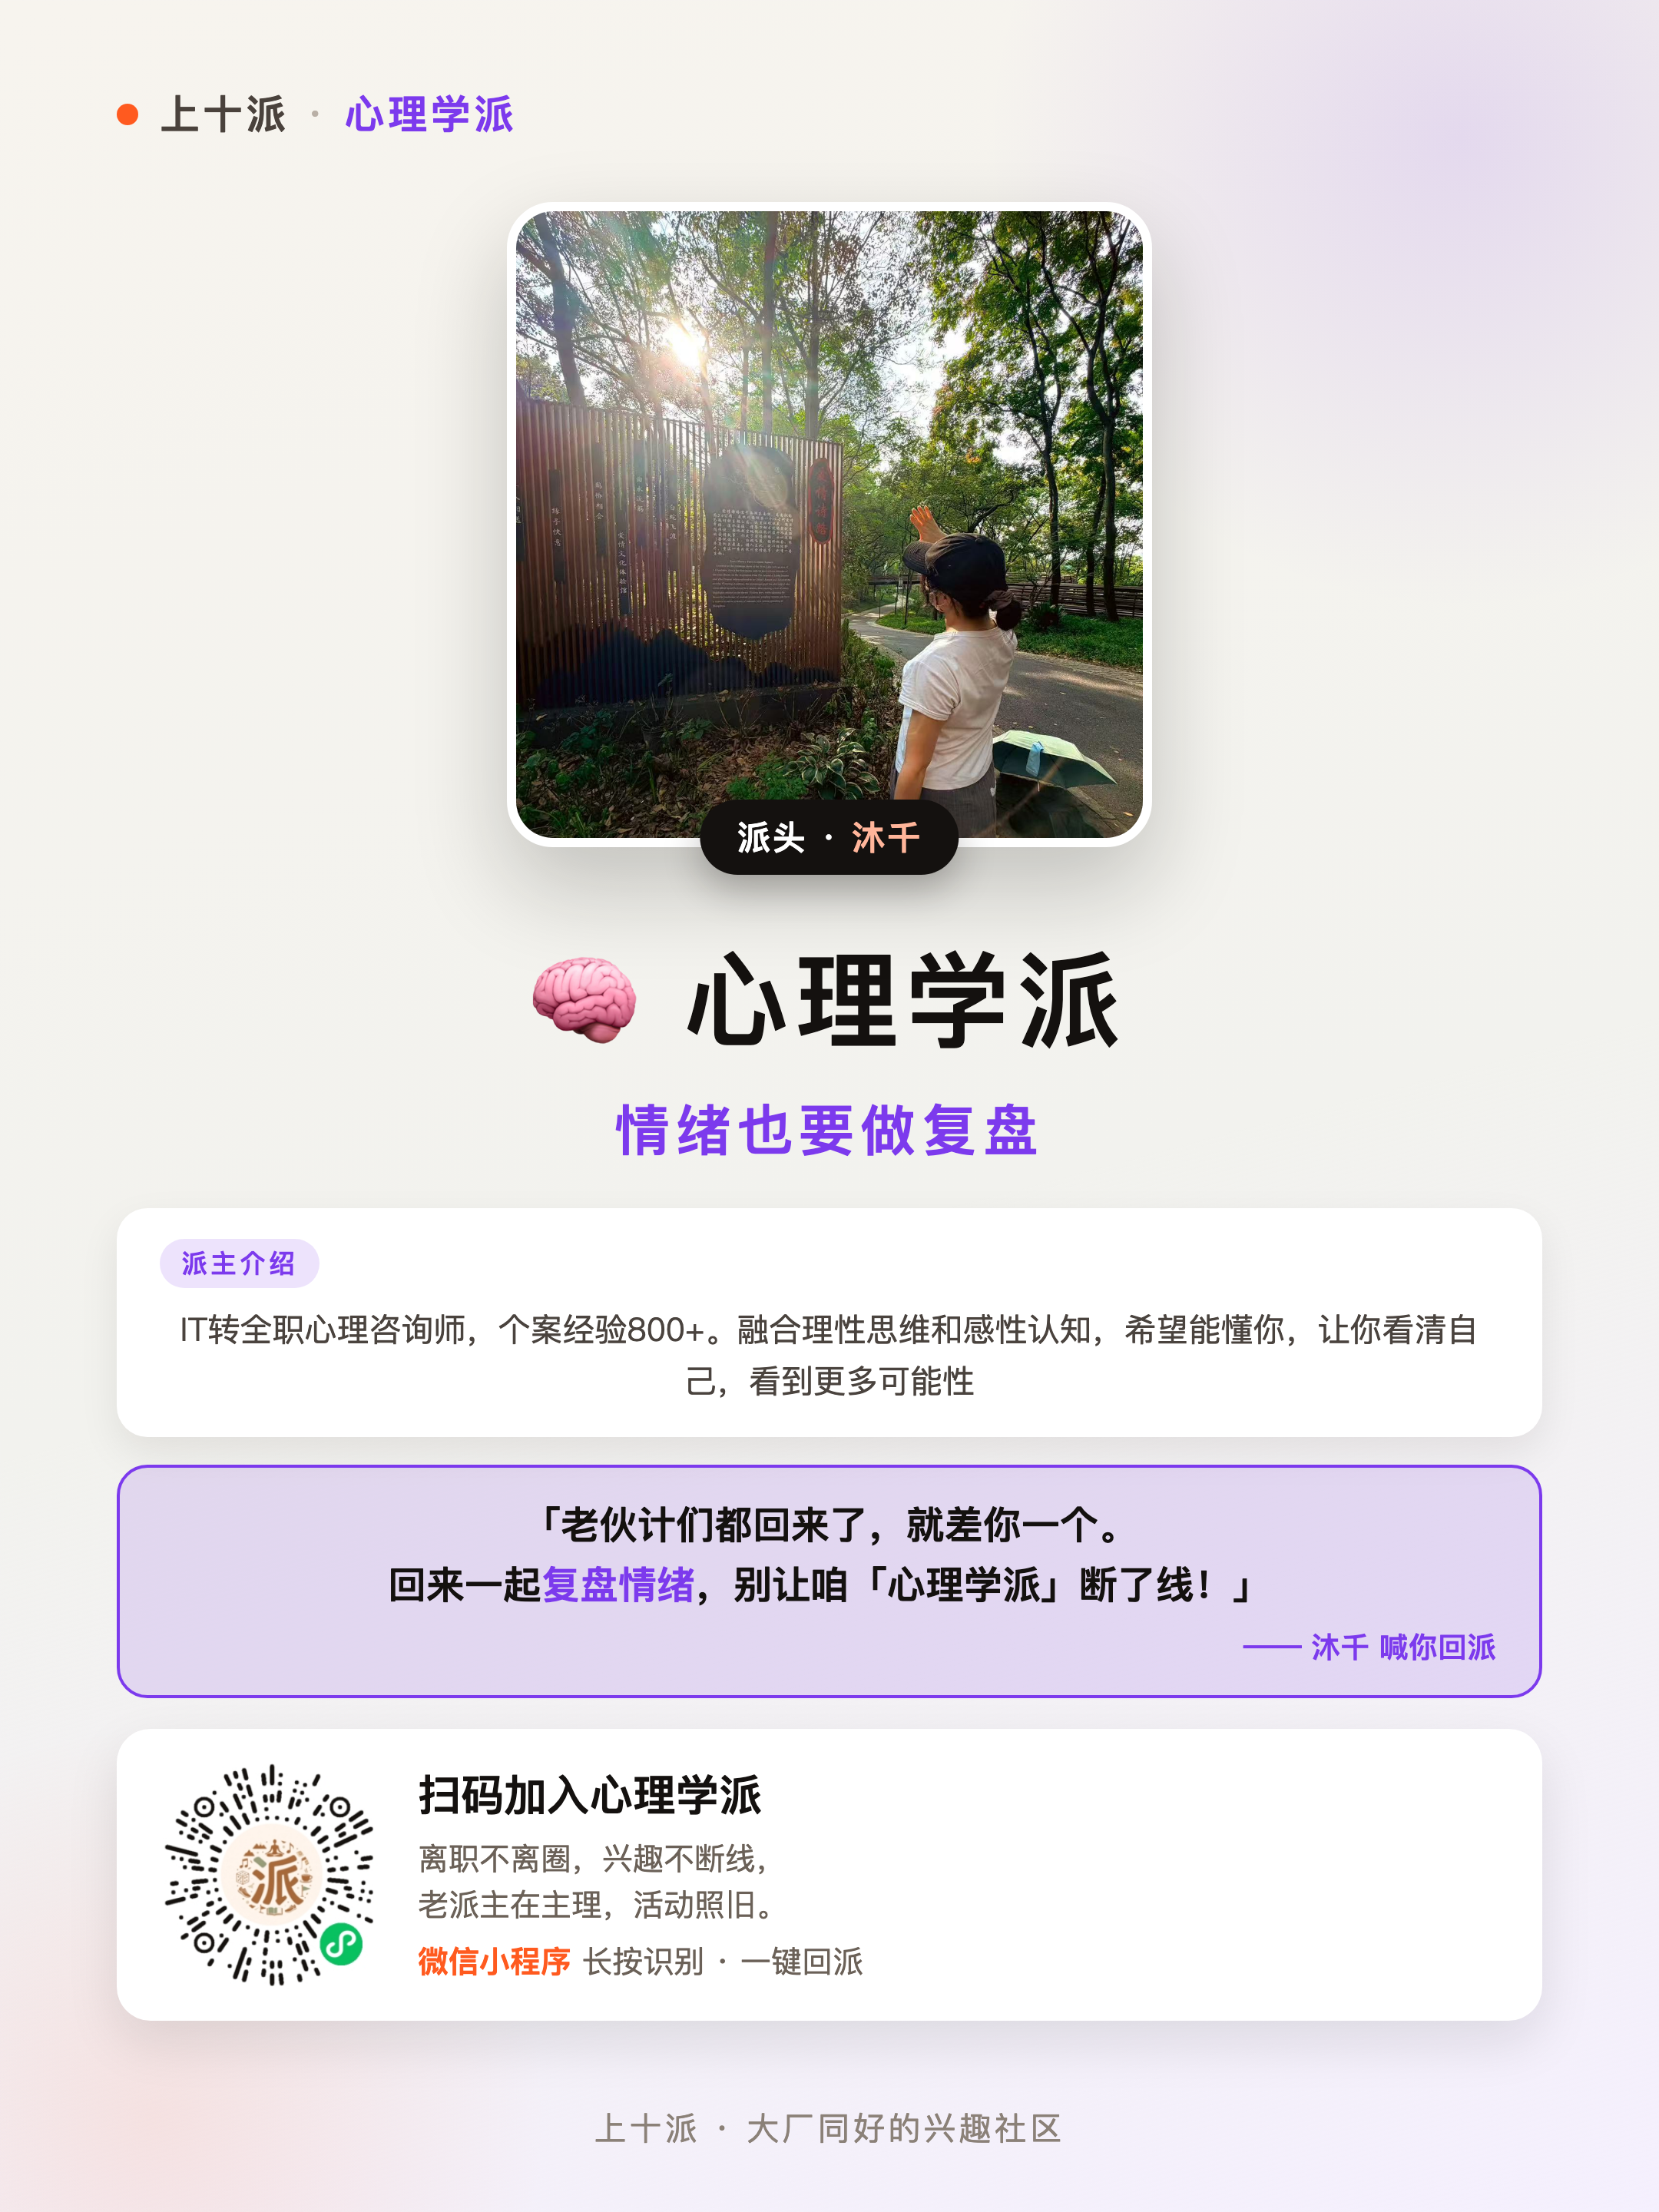 上十派 · 心理学派
派头 · 沐千
心理学派
情绪也要做复盘
派主介绍
IT转全职心理咨询师，个案经验800+。融合理性思维和感性认知，希望能懂你，让你看清自
己，看到更多可能性
「老伙计们都回来了，就差你一个。
回来一起复盘情绪，别让咱「心理学派」断了线！」
—— 沐千 喊你回派
派
扫码加入心理学派
离职不离圈，兴趣不断线，
老派主在主理，活动照旧。
微信小程序 长按识别 · 一键回派
上十派 · 大厂同好的兴趣社区